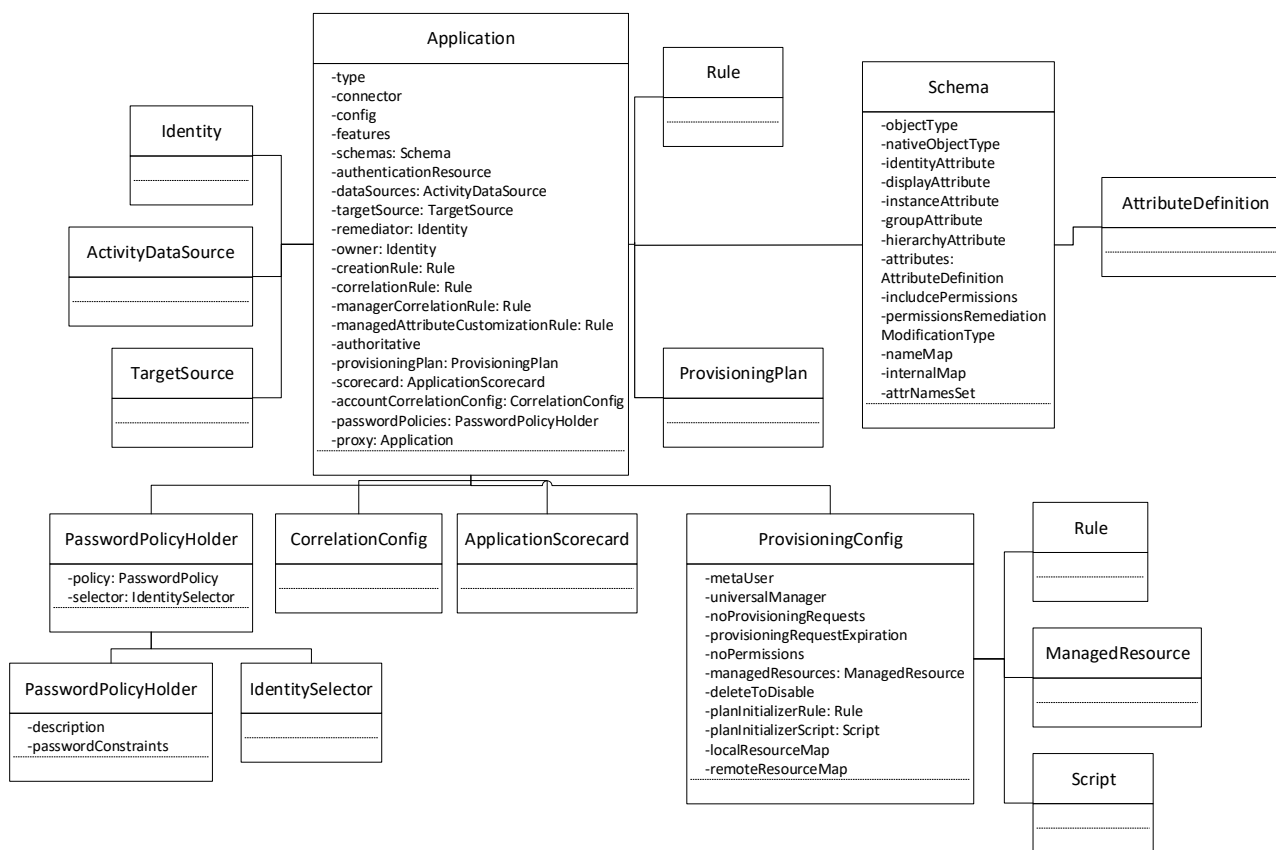 Application
-type
-connector
-config
-features
-schemas: Schema
-authenticationResource
-dataSources: ActivityDataSource
-targetSource: TargetSource
-remediator: Identity
-owner: Identity
-creationRule: Rule
-correlationRule: Rule
-managerCorrelationRule: Rule
-managedAttributeCustomizationRule: Rule
-authoritative
-provisioningPlan: ProvisioningPlan
-scorecard: ApplicationScorecard
-accountCorrelationConfig: CorrelationConfig
-passwordPolicies: PasswordPolicyHolder
-proxy: Application
Identity
ActivityDataSource
TargetSource
Rule
ProvisioningPlan
Schema
-objectType
-nativeObjectType
-identityAttribute
-displayAttribute
-instanceAttribute
-groupAttribute
-hierarchyAttribute
-attributes:
AttributeDefinition
-includcePermissions
-permissionsRemediation
ModificationType
-nameMap
-internalMap
-attrNamesSet
AttributeDefinition
PasswordPolicyHolder
-policy: PasswordPolicy
-selector: IdentitySelector
CorrelationConfig
ApplicationScorecard
ProvisioningConfig
-metaUser
-universalManager
-noProvisioningRequests
-provisioningRequestExpiration
-noPermissions
-managedResources: ManagedResource
-deleteToDisable
-planInitializerRule: Rule
-planInitializerScript: Script
-localResourceMap
-remoteResourceMap
Rule
ManagedResource
Script
PasswordPolicyHolder
-description
-passwordConstraints
IdentitySelector